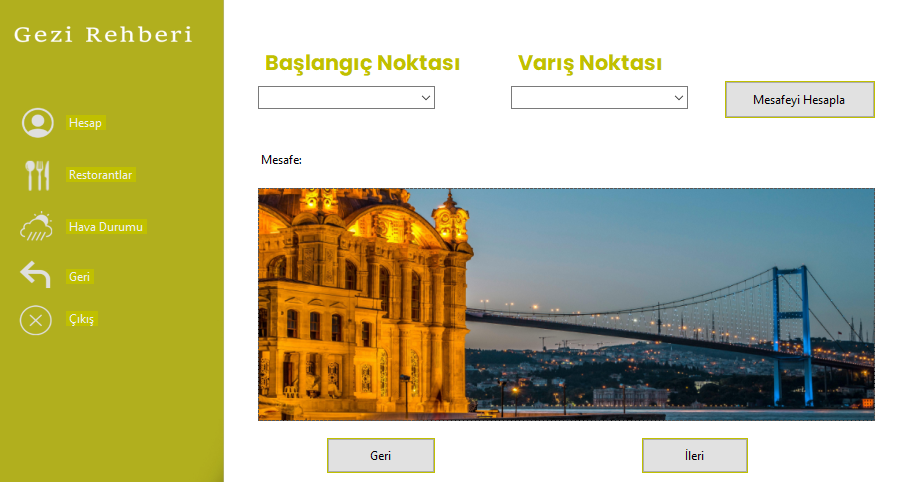 Gezi Rehberi
Başlangıç Noktası
Varış Noktası
Mesafeyi Hesapla
Hesap
Restorantlar
Hava Durumu
Geri
Çıkış
Mesafe:
Geri
İleri